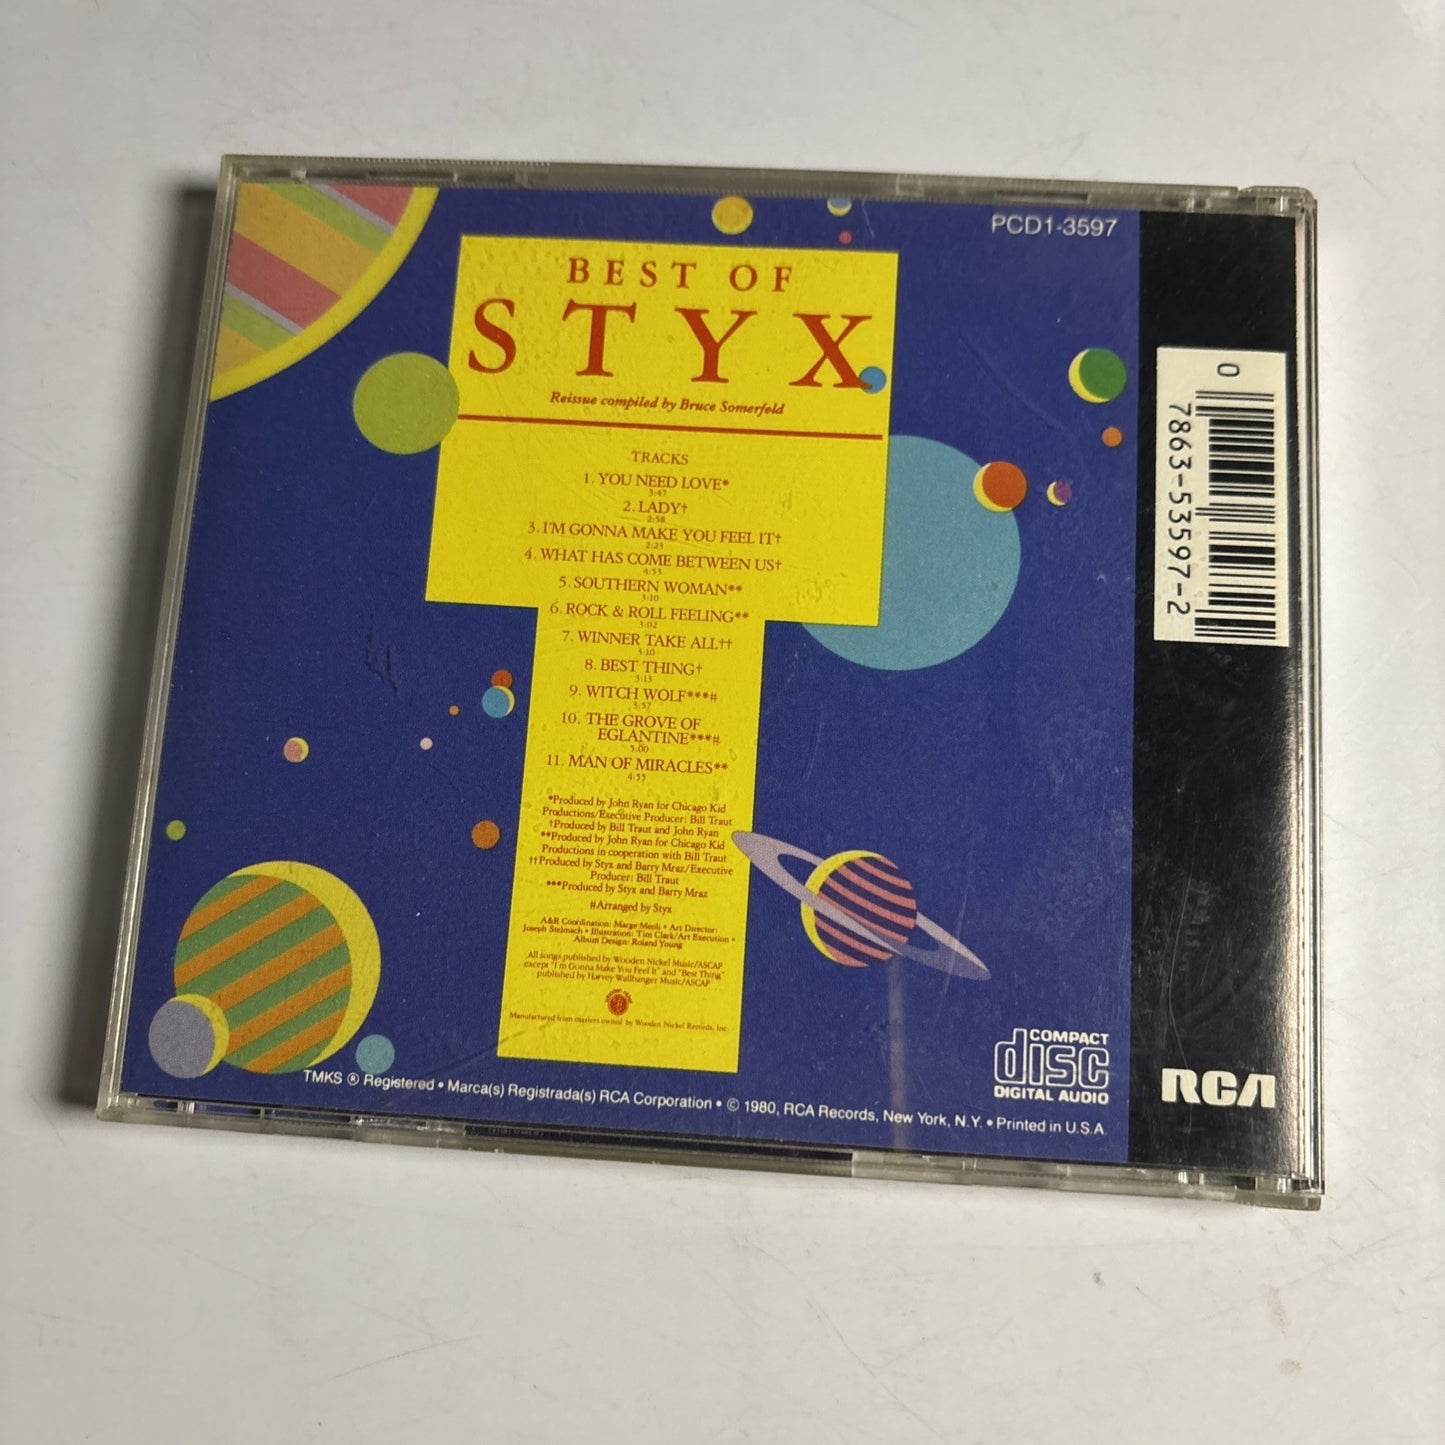 PCD1-3597
BEST OF
STYX
Reissue compiled by Bruce Somerfeld
TRACKS
1. YOU NEED LOVE*
3:47
2. LADY†
2:58
3. I'M GONNA MAKE YOU FEEL IT†
2:23
4. WHAT HAS COME BETWEEN US†
4:53
5. SOUTHERN WOMAN**
3:10
6. ROCK & ROLL FEELING**
3:02
7. WINNER TAKE ALL††
3:10
8. BEST THING†
3:13
9. WITCH WOLF***#
3:57
10. THE GROVE OF
EGLANTINE***#
5:00
11. MAN OF MIRACLES**
4:55
*Produced by John Ryan for Chicago Kid
Productions/Executive Producer: Bill Traut
†Produced by Bill Traut and John Ryan
**Produced by John Ryan for Chicago Kid
Productions in cooperation with Bill Traut
††Produced by Styx and Barry Mraz/Executive
Producer: Bill Traut
***Produced by Styx and Barry Mraz
#Arranged by Styx
A&R Coordination: Marge Meoli • Art Director:
Joseph Stelmach • Illustration: Tim Clark/Art Execution •
Album Design: Roland Young
All songs published by Wooden Nickel Music/ASCAP
except "I'm Gonna Make You Feel It" and "Best Thing"
published by Harvey Wallbanger Music/ASCAP
Manufactured from masters owned by Wooden Nickel Records, Inc.
COMPACT
disc
DIGITAL AUDIO
TMKS ® Registered • Marca(s) Registrada(s) RCA Corporation • © 1980, RCA Records, New York, N.Y. • Printed in U.S.A.
0 7863-53597-2
RCA